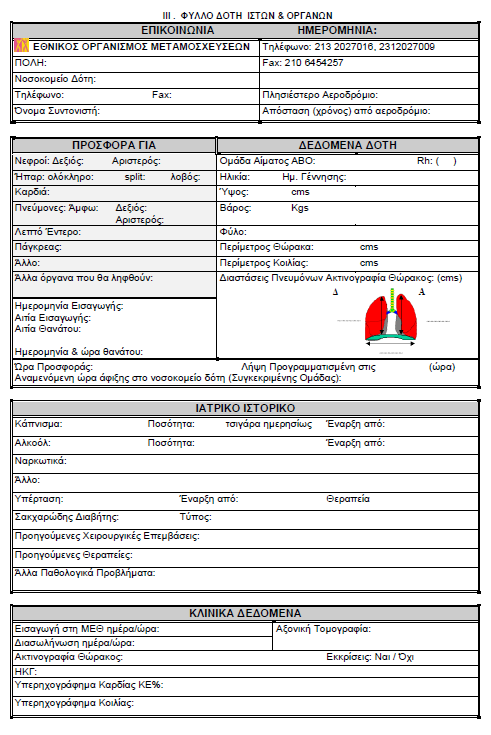 III . ΦΥΛΛΟ ΔΟΤΗ ΙΣΤΩΝ & ΟΡΓΑΝΩΝ
ΕΠΙΚΟΙΝΩΝΙΑ ΗΜΕΡΟΜΗΝΙΑ:
ΕΘΝΙΚΟΣ ΟΡΓΑΝΙΣΜΟΣ ΜΕΤΑΜΟΣΧΕΥΣΕΩΝ Τηλέφωνο: 213 2027016, 2312027009
ΠΟΛΗ: Fax: 210 6454257
Νοσοκομείο Δότη:
Τηλέφωνο: Fax: Πλησιέστερο Αεροδρόμιο:
Όνομα Συντονιστή: Απόσταση (χρόνος) από αεροδρόμιο:
ΠΡΟΣΦΟΡΑ ΓΙΑ ΔΕΔΟΜΕΝΑ ΔΟΤΗ
Νεφροί: Δεξιός: Αριστερός: Ομάδα Αίματος ΑΒΟ: Rh: ( )
Ήπαρ: ολόκληρο: split: λοβός: Ηλικία: Ημ. Γέννησης:
Καρδιά: Ύψος: cms
Πνεύμονες: Άμφω: Δεξιός: Βάρος: Kgs
Αριστερός:
Λεπτό Έντερο: Φύλο:
Πάγκρεας: Περίμετρος Θώρακα: cms
Άλλο: Περίμετρος Κοιλίας: cms
Άλλα όργανα που θα ληφθούν: Διαστάσεις Πνευμόνων Ακτινογραφία Θώρακος: (cms)
Δ Α
Ημερομηνία Εισαγωγής:
Αιτία Εισαγωγής:
Αιτία Θανάτου:
Ημερομηνία & ώρα θανάτου:
Ώρα Προσφοράς: Λήψη Προγραμματισμένη στις (ώρα)
Αναμενόμενη ώρα άφιξης στο νοσοκομείο δότη (Συγκεκριμένης Ομάδας):
ΙΑΤΡΙΚΟ ΙΣΤΟΡΙΚΟ
Κάπνισμα: Ποσότητα: τσιγάρα ημερησίως Έναρξη από:
Αλκοόλ: Ποσότητα: Έναρξη από:
Ναρκωτικά:
Άλλο:
Υπέρταση: Έναρξη από: Θεραπεία
Σακχαρώδης Διαβήτης: Τύπος:
Προηγούμενες Χειρουργικές Επεμβάσεις:
Προηγούμενες Θεραπείες:
Άλλα Παθολογικά Προβλήματα:
ΚΛΙΝΙΚΑ ΔΕΔΟΜΕΝΑ
Εισαγωγή στη ΜΕΘ ημέρα/ώρα: Αξονική Τομογραφία:
Διασωλήνωση ημέρα/ώρα:
Ακτινογραφία Θώρακος: Εκκρίσεις: Ναι / Όχι
ΗΚΓ:
Υπερηχογράφημα Καρδίας ΚΕ%:
Υπερηχογράφημα Κοιλίας: